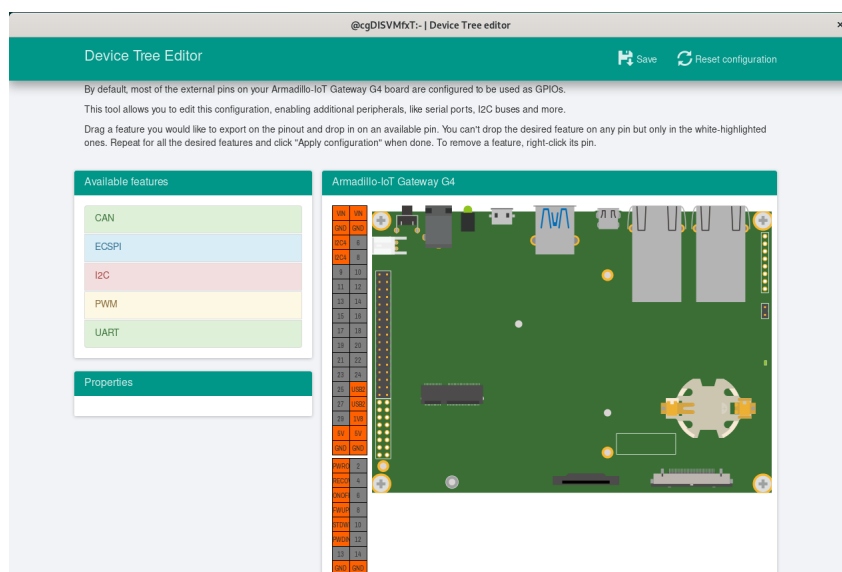 @cgDISVMfxT:- | Device Tree editor
×
Device Tree Editor
Save
Reset configuration
By default, most of the external pins on your Armadillo-IoT Gateway G4 board are configured to be used as GPIOs.
This tool allows you to edit this configuration, enabling additional peripherals, like serial ports, I2C buses and more.
Drag a feature you would like to export on the pinout and drop in on an available pin. You can't drop the desired feature on any pin but only in the white-highlighted
ones. Repeat for all the desired features and click "Apply configuration" when done. To remove a feature, right-click its pin.
Available features
CAN
ECSPI
I2C
PWM
UART
Properties
Armadillo-IoT Gateway G4
VIN VIN
GND GND
I2C4 6
I2C4 8
9 10
11 12
13 14
15 16
17 18
19 20
21 22
23 24
25 USB2
27 USB2
29 1V8
5V 5V
GND GND
PWRO 2
RECOV 4
ONOFF 6
FWUP 8
STDW 10
PWDIN 12
13 14
GND GND